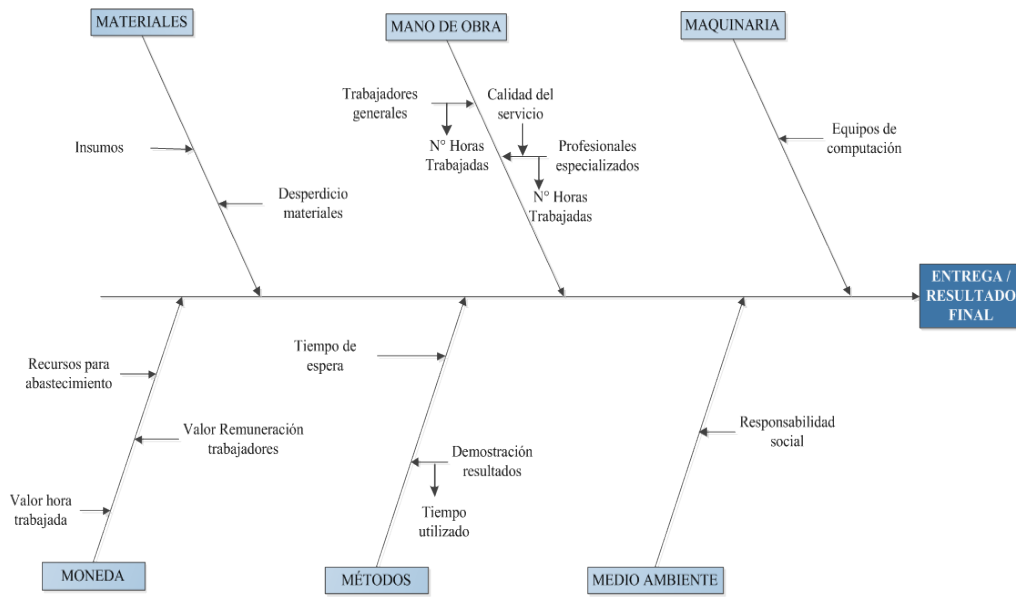 MATERIALES
MANO DE OBRA
MAQUINARIA
Trabajadores
generales
Calidad del
servicio
N° Horas
Trabajadas
Profesionales
especializados
N° Horas
Trabajadas
Insumos
Desperdicio
materiales
Equipos de
computación
ENTREGA /
RESULTADO
FINAL
Recursos para
abastecimiento
Valor Remuneración
trabajadores
Valor hora
trabajada
Tiempo de
espera
Demostración
resultados
Tiempo
utilizado
Responsabilidad
social
MONEDA
MÉTODOS
MEDIO AMBIENTE